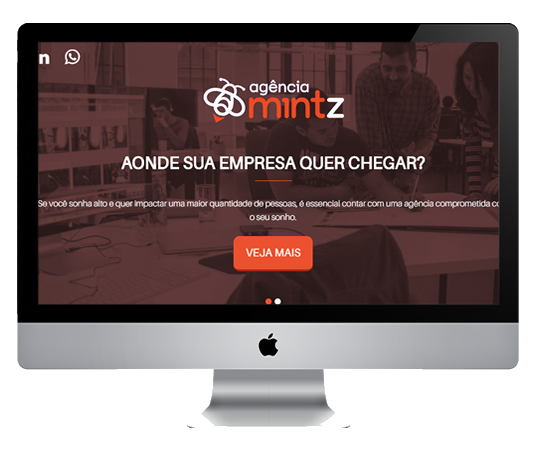 n
agência
mintz
AONDE SUA EMPRESA QUER CHEGAR?
Se você sonha alto e quer impactar uma maior quantidade de pessoas, é essencial contar com uma agência comprometida co
o seu sonho.
VEJA MAIS